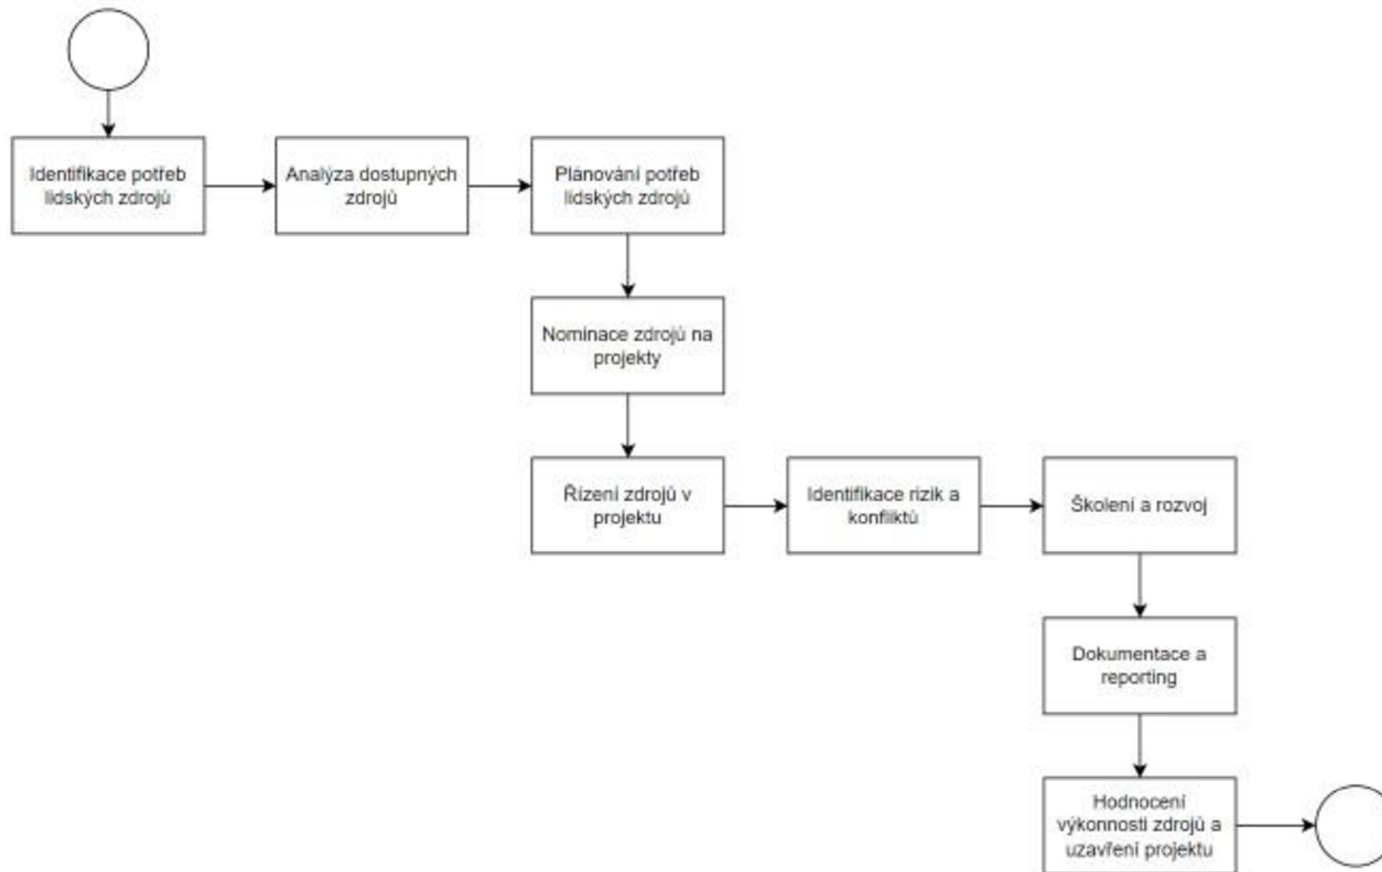 Identifikace potřeb
lidských zdrojů
Analýza dostupných
zdrojů
Plánování potřeb
lidských zdrojů
Nominace zdrojů na
projekty
Řízení zdrojů v
projektu
Identifikace rizik a
konfliktů
Školení a rozvoj
Dokumentace a
reporting
Hodnocení
výkonnosti zdrojů a
uzavření projektu